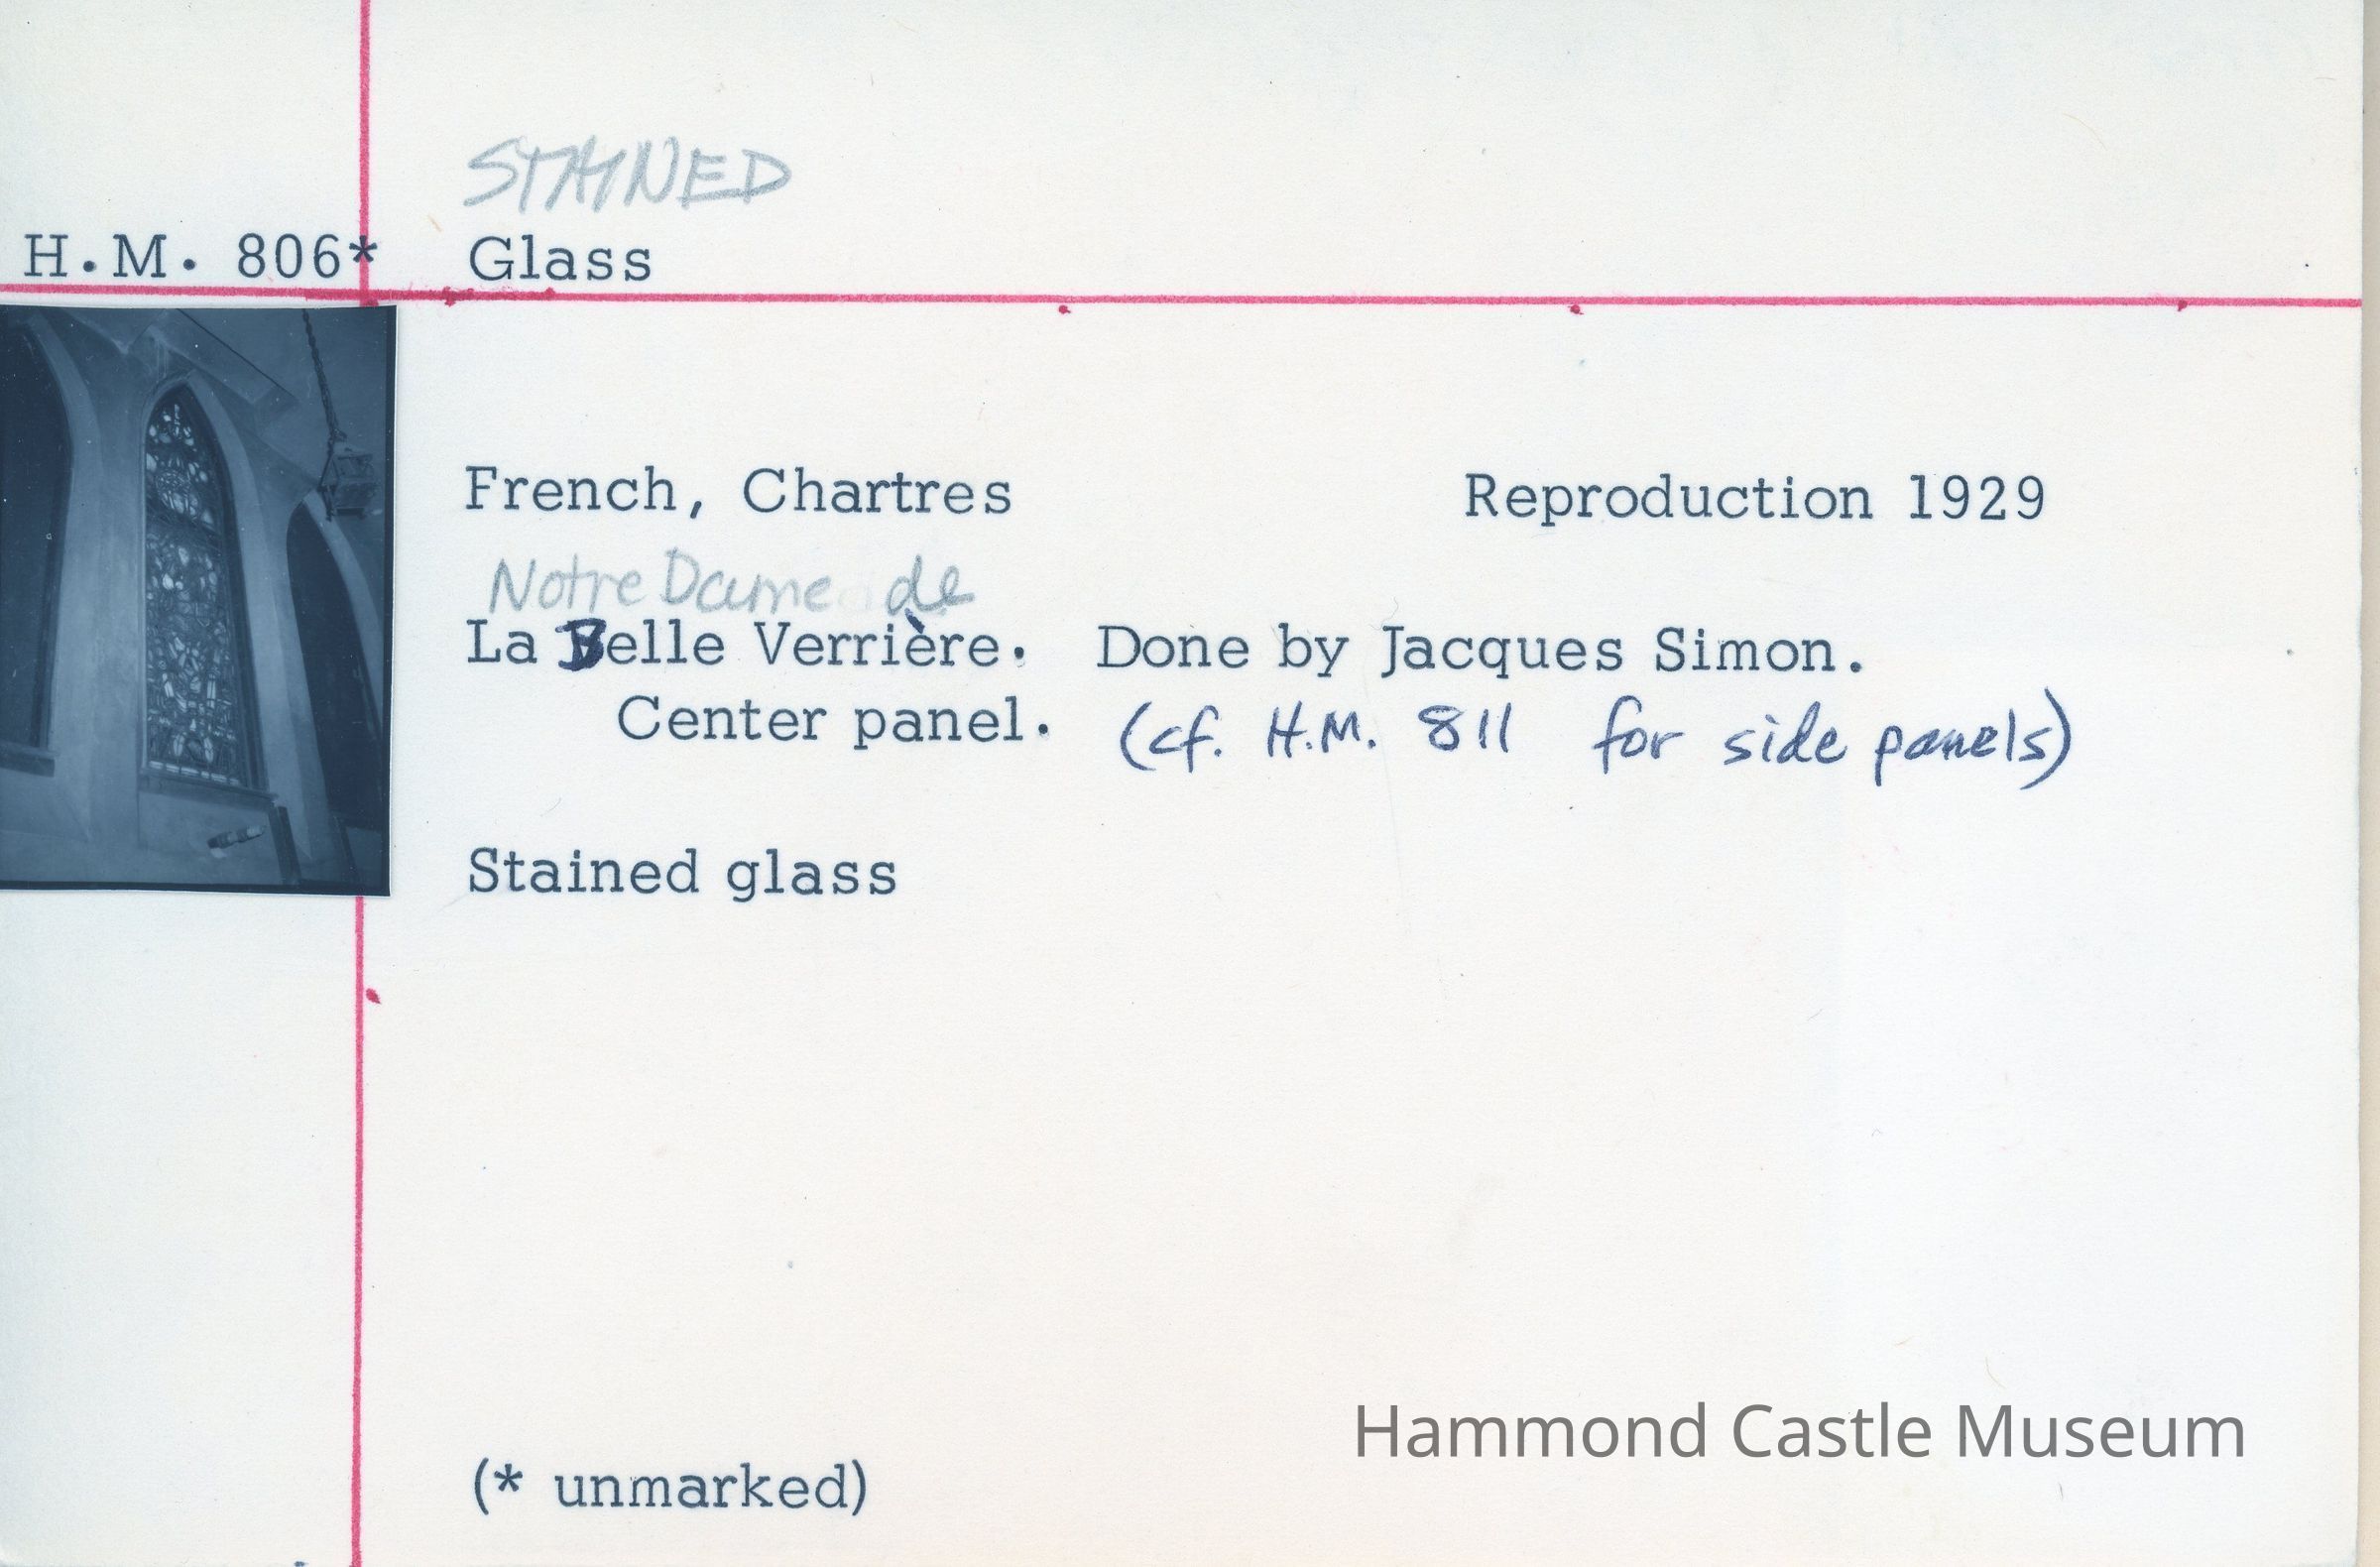 STAINED
H.M. 806* Glass
French, Chartres Reproduction 1929
Notre Dame de
La Belle Verrière. Done by Jacques Simon.
Center panel. (cf. H.M. 811 for side panels)
Stained glass
Hammond Castle Museum
(* unmarked)